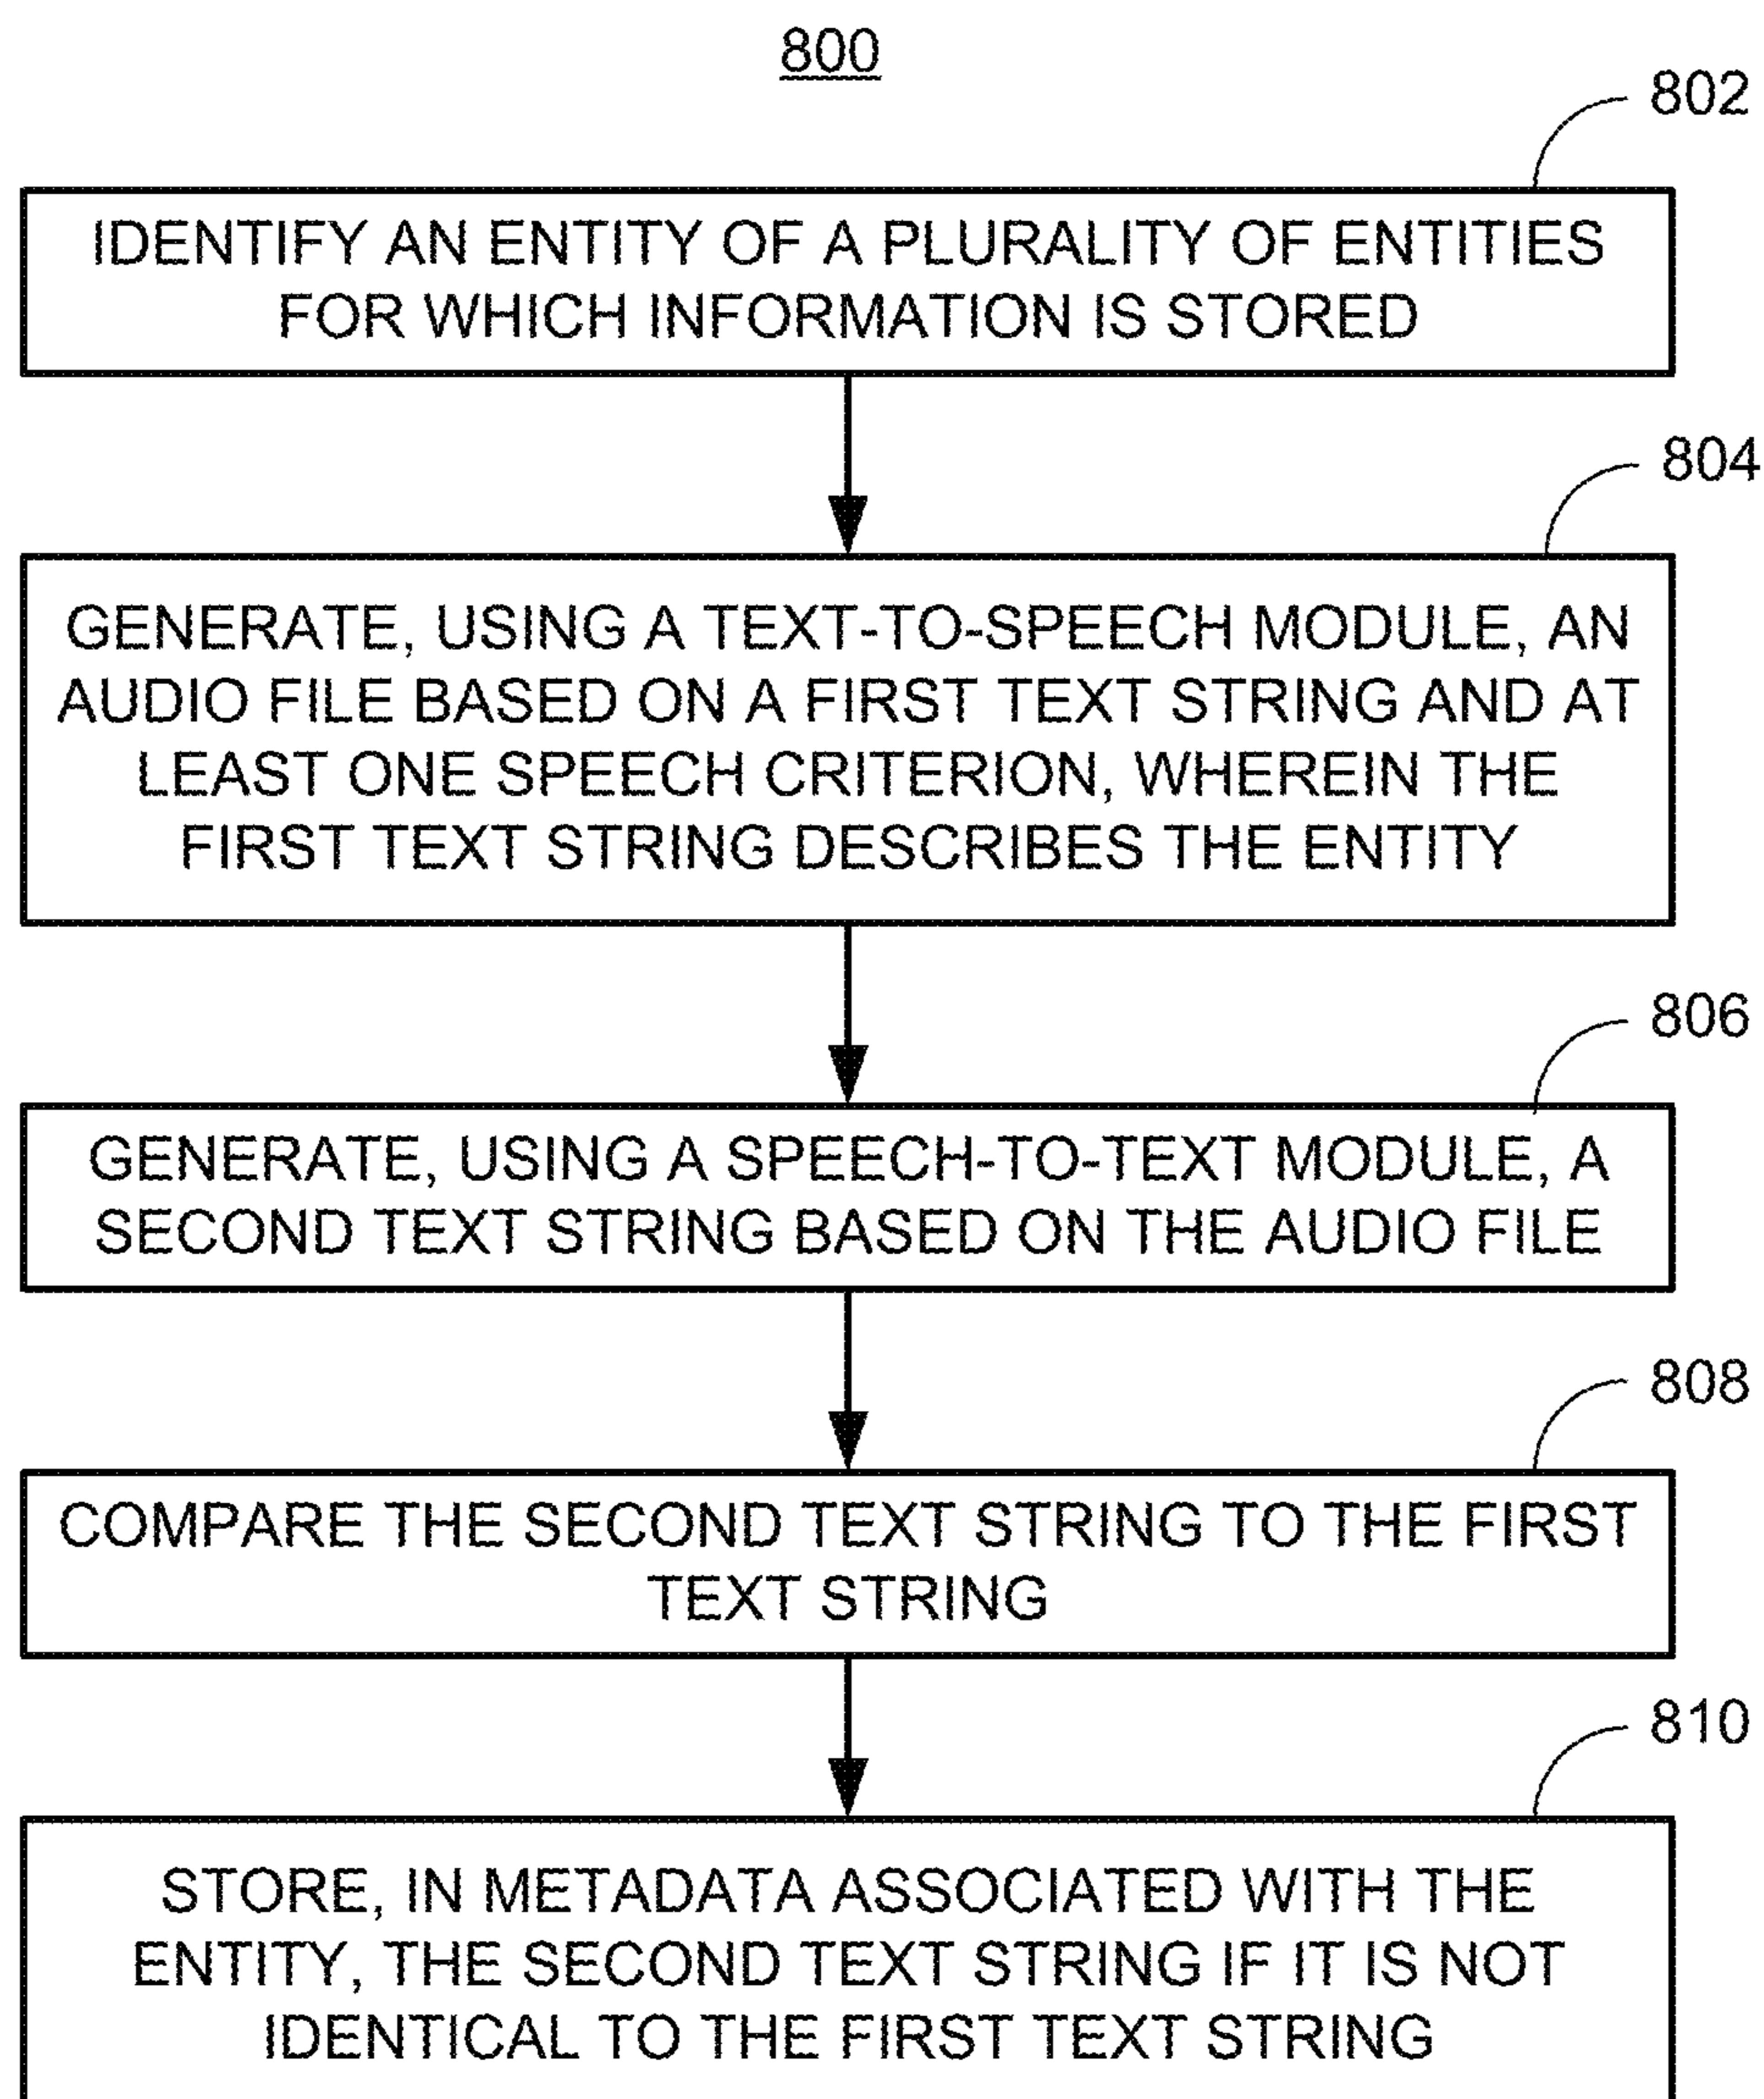 800
802
IDENTIFY AN ENTITY OF A PLURALITY OF ENTITIES
FOR WHICH INFORMATION IS STORED
804
GENERATE, USING A TEXT-TO-SPEECH MODULE, AN
AUDIO FILE BASED ON A FIRST TEXT STRING AND AT
LEAST ONE SPEECH CRITERION, WHEREIN THE
FIRST TEXT STRING DESCRIBES THE ENTITY
806
GENERATE, USING A SPEECH-TO-TEXT MODULE, A
SECOND TEXT STRING BASED ON THE AUDIO FILE
808
COMPARE THE SECOND TEXT STRING TO THE FIRST
TEXT STRING
810
STORE, IN METADATA ASSOCIATED WITH THE
ENTITY, THE SECOND TEXT STRING IF IT IS NOT
IDENTICAL TO THE FIRST TEXT STRING